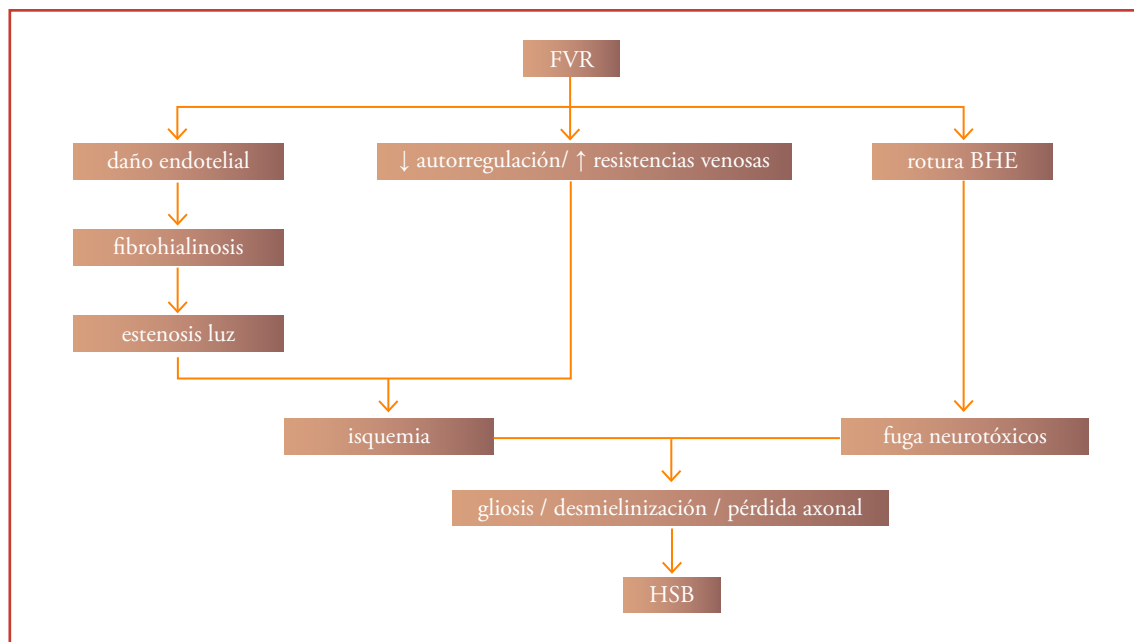 FVR
daño endotelial
↓ autorregulación/ ↑ resistencias venosas
rotura BHE
fibrohialinosis
estenosis luz
isquemia
fuga neurotóxicos
gliosis / desmielinización / pérdida axonal
HSB